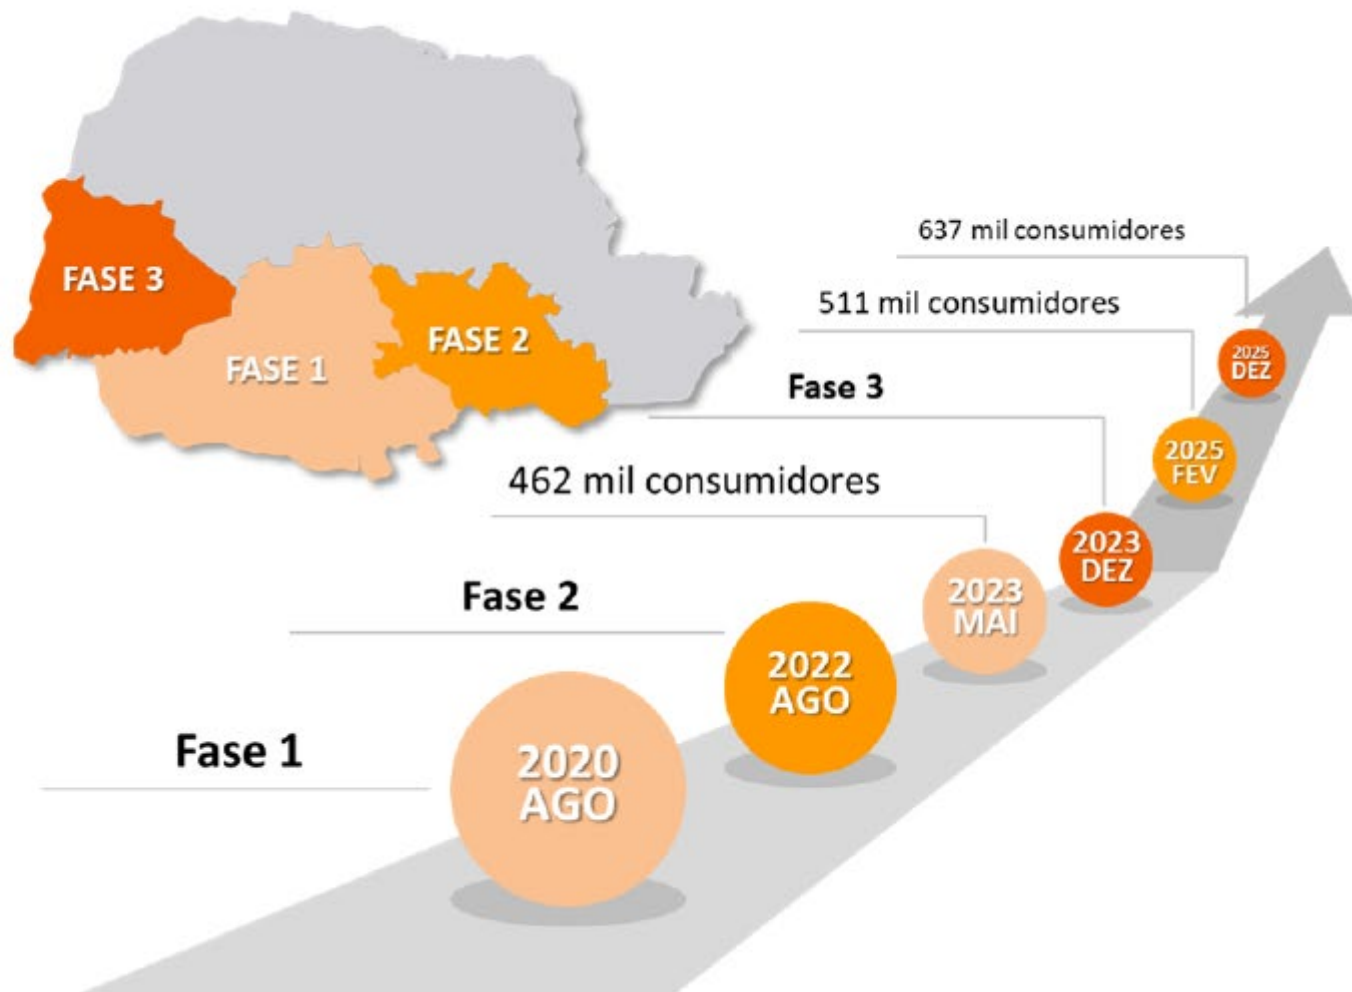 FASE 3
FASE 1
FASE 2
637 mil consumidores
511 mil consumidores
Fase 3
462 mil consumidores
Fase 2
Fase 1
2020
AGO
2022
AGO
2023
MAI
2023
DEZ
2025
FEV
2025
DEZ